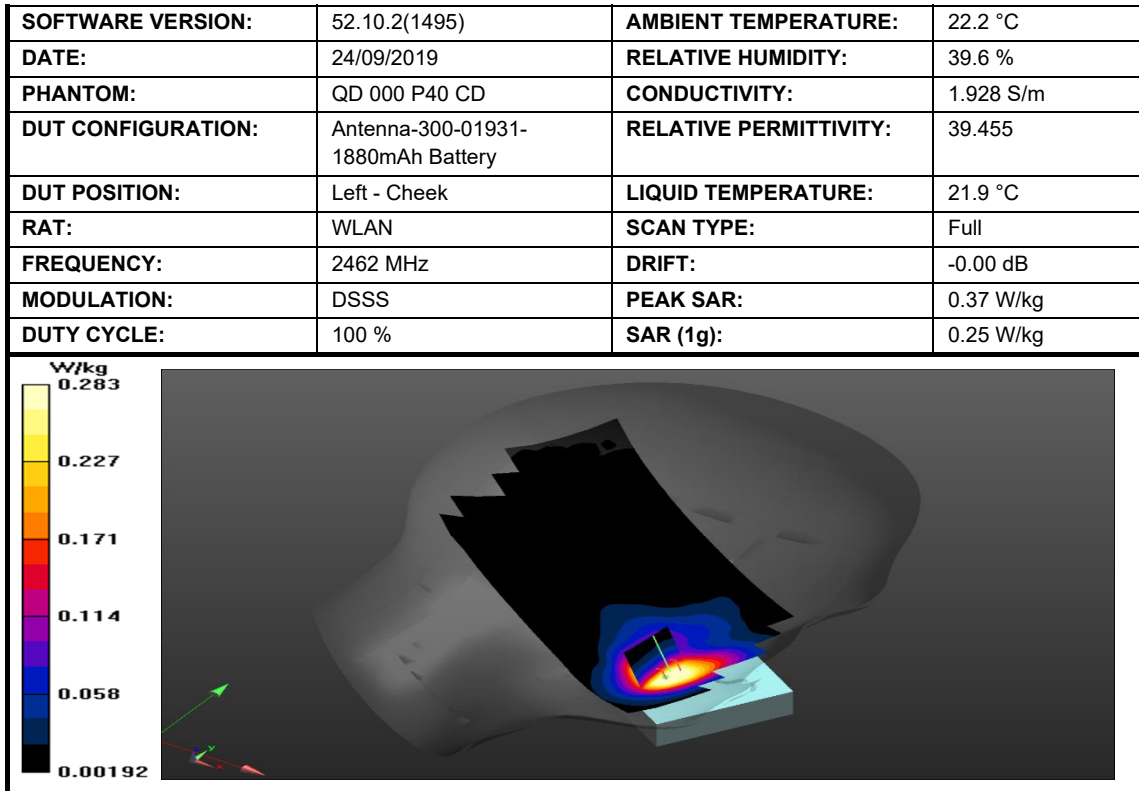 SOFTWARE VERSION: 52.10.2(1495) AMBIENT TEMPERATURE: 22.2 °C
DATE: 24/09/2019 RELATIVE HUMIDITY: 39.6 %
PHANTOM: QD 000 P40 CD CONDUCTIVITY: 1.928 S/m
DUT CONFIGURATION: Antenna-300-01931- RELATIVE PERMITTIVITY: 39.455
1880mAh Battery
DUT POSITION: Left - Cheek LIQUID TEMPERATURE: 21.9 °C
RAT: WLAN SCAN TYPE: Full
FREQUENCY: 2462 MHz DRIFT: -0.00 dB
MODULATION: DSSS PEAK SAR: 0.37 W/kg
DUTY CYCLE: 100 % SAR (1g): 0.25 W/kg
W/kg
0.283
0.227
0.171
0.114
0.058
0.00192